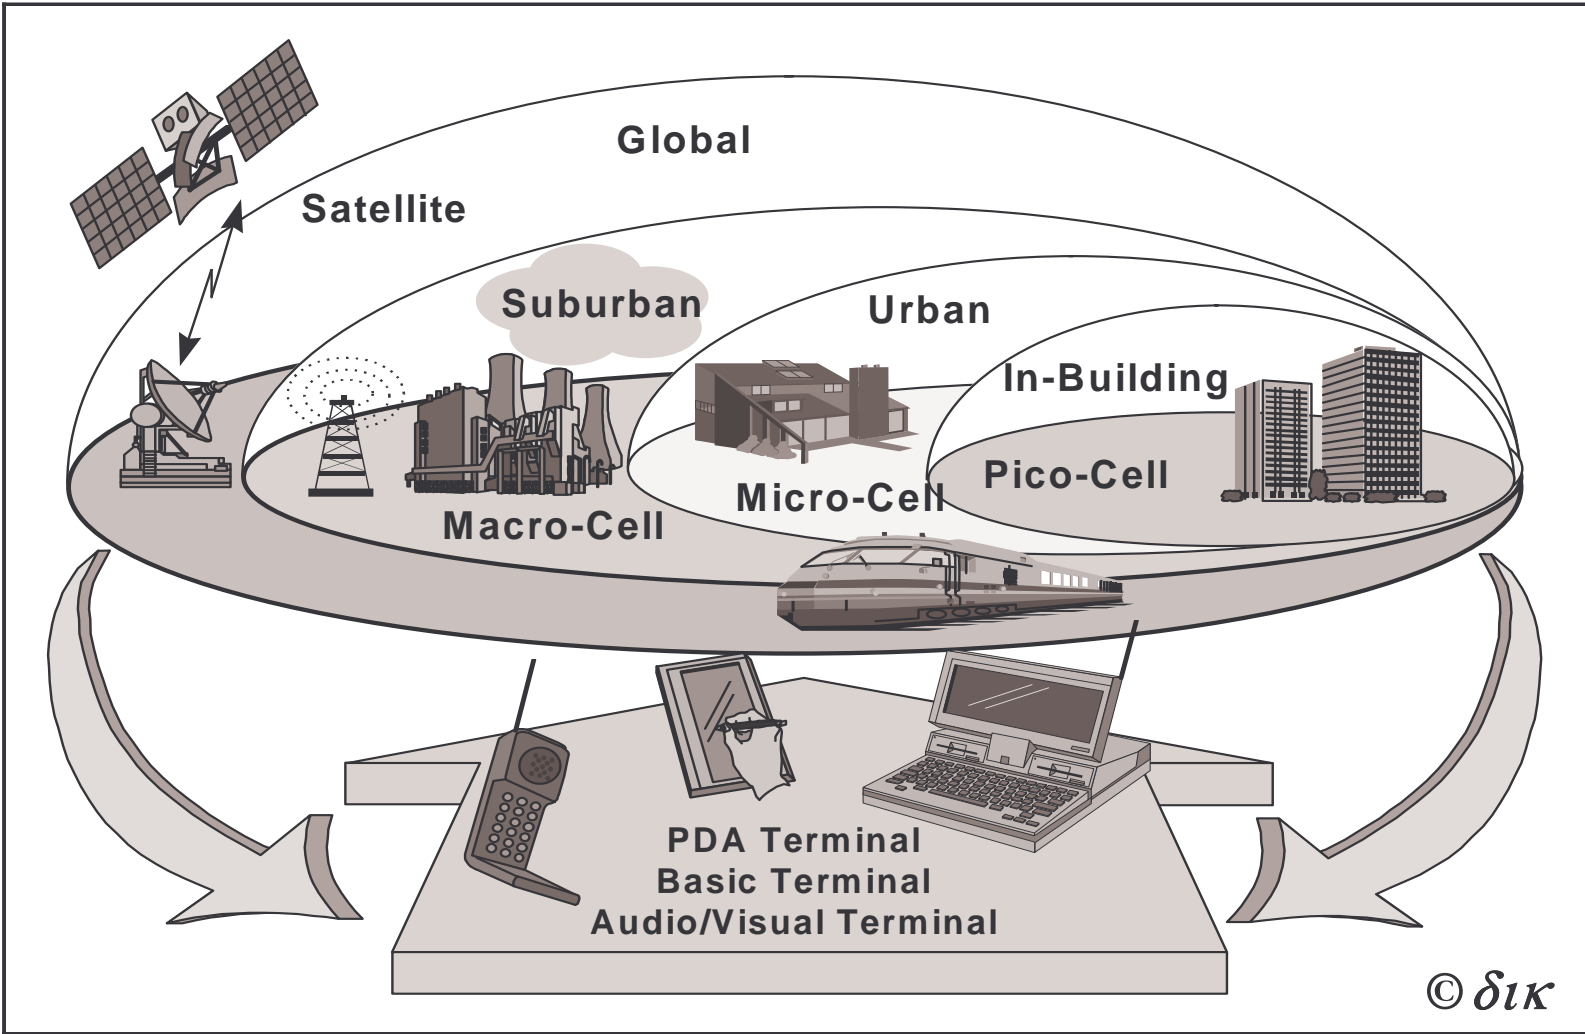 Global
Satellite
Suburban
Urban
In-Building
Pico-Cell
Micro-Cell
Macro-Cell
PDA Terminal
Basic Terminal
Audio/Visual Terminal
© δικ